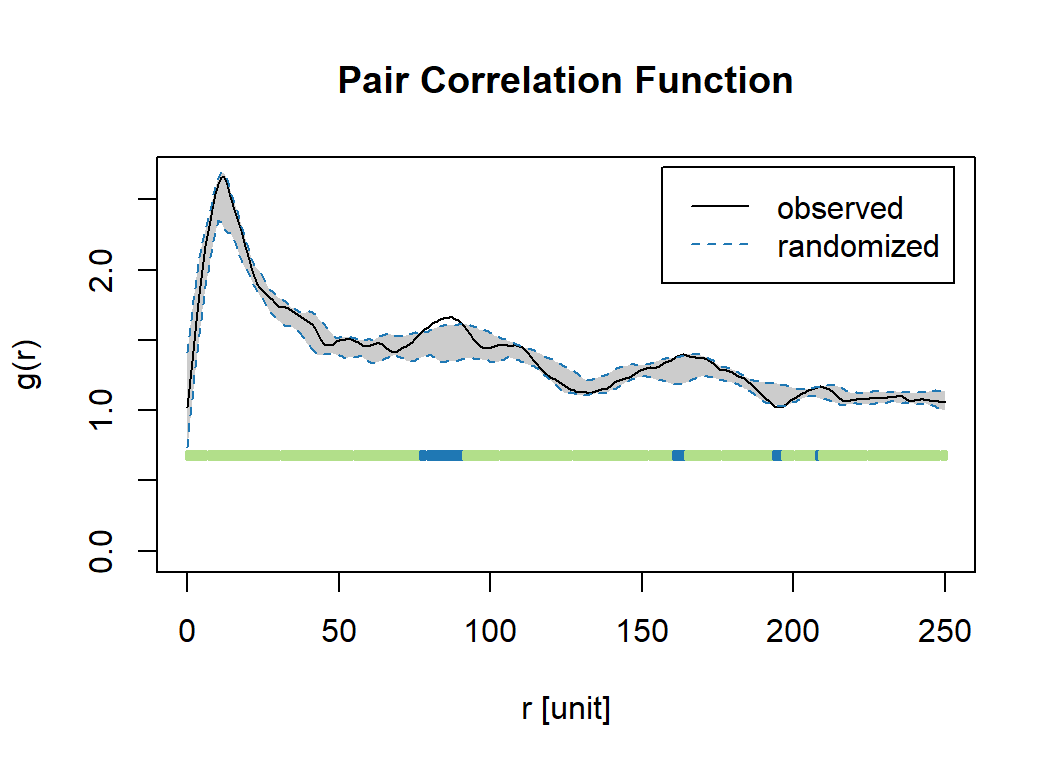 Pair Correlation Function
observed
randomized
g(r)
2.0
1.0
0.0
0 50 100 150 200 250
r [unit]